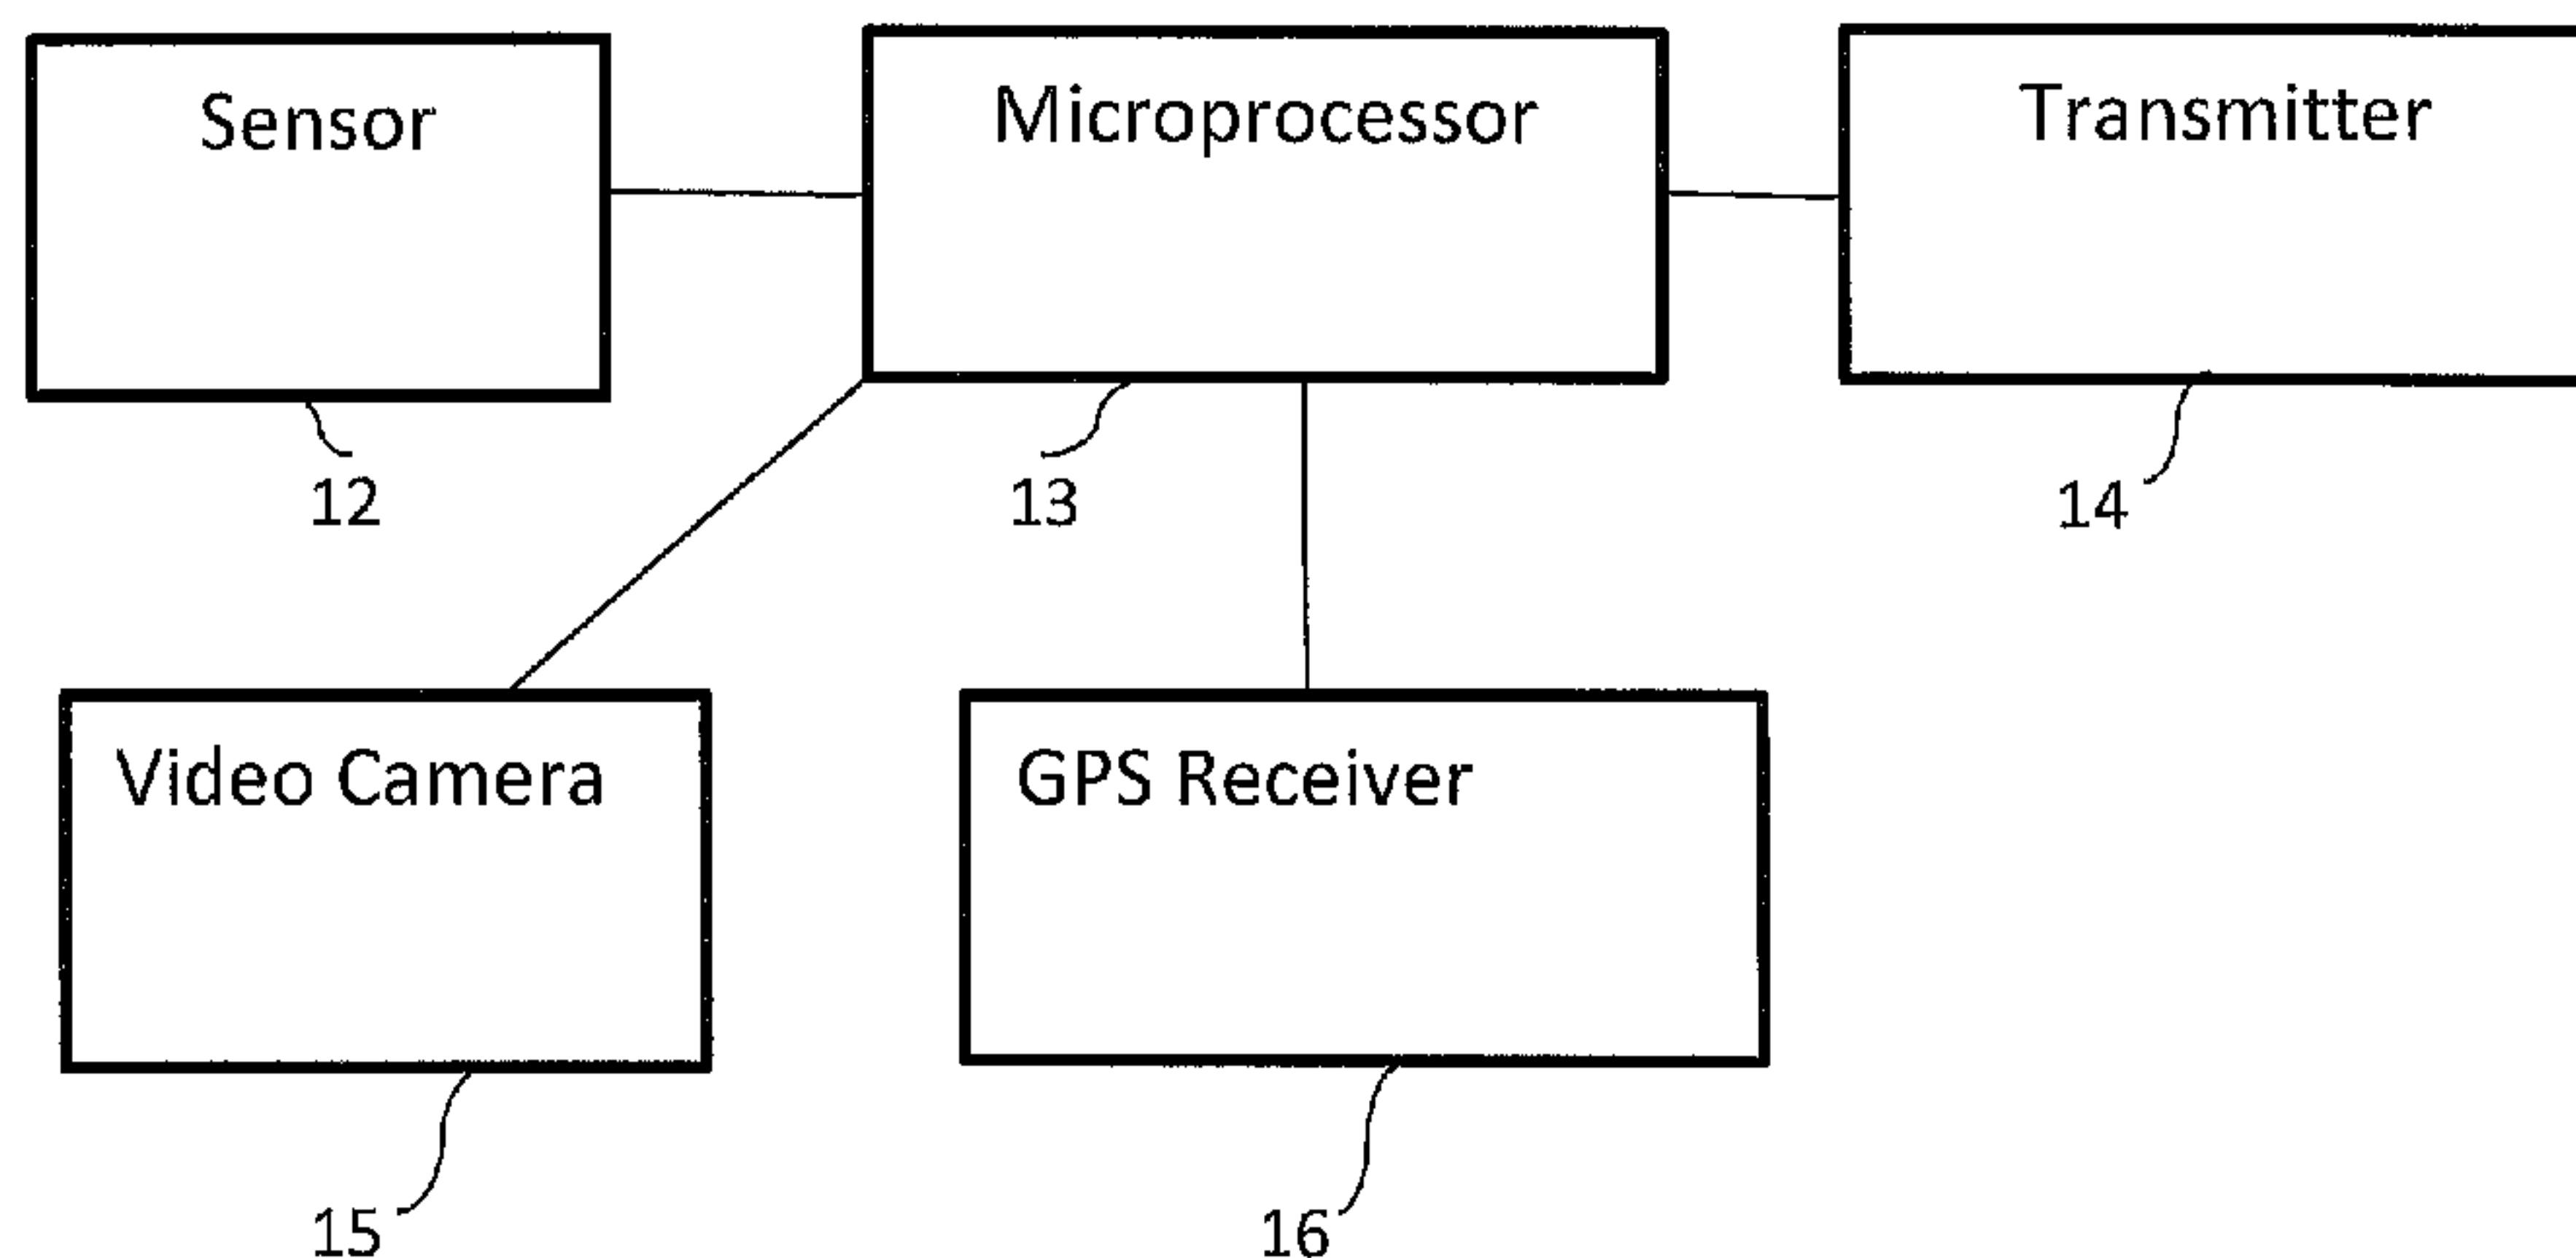 Sensor
Microprocessor
Transmitter
12
13
14
Video Camera
GPS Receiver
15
16